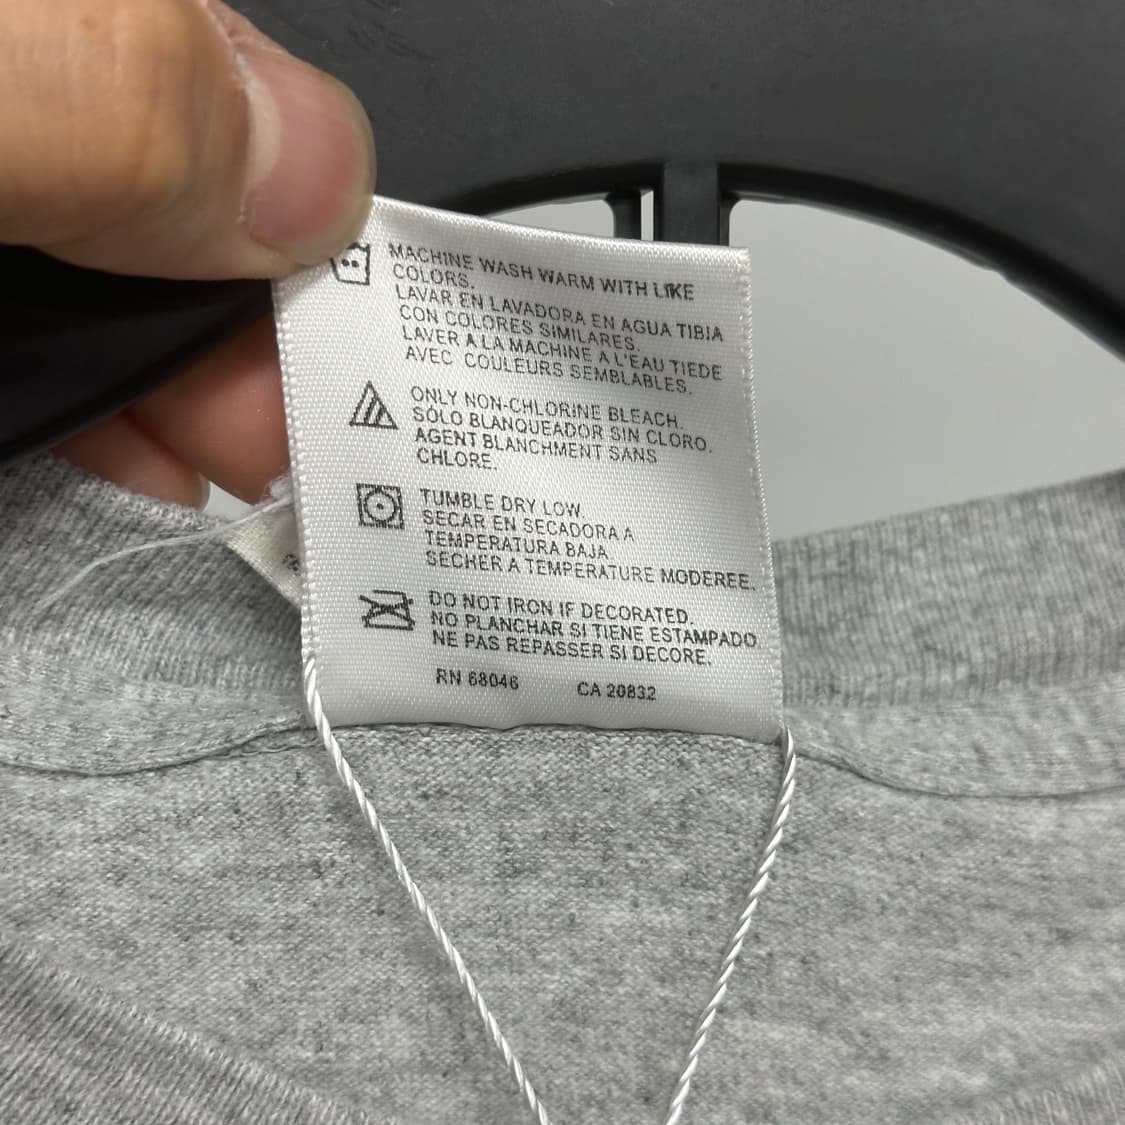 MACHINE WASH WARM WITH LIKE
COLORS.
LAVAR EN LAVADORA EN AGUA TIBIA
CON COLORES SIMILARES.
LAVER A LA MACHINE A L'EAU TIEDE
AVEC COULEURS SEMBLABLES.
ONLY NON-CHLORINE BLEACH.
SÓLO BLANQUEADOR SIN CLORO.
AGENT BLANCHMENT SANS
CHLORE.
TUMBLE DRY LOW.
SECAR EN SECADORA A
TEMPERATURA BAJA.
SECHER A TEMPERATURE MODEREE.
DO NOT IRON IF DECORATED.
NO PLANCHAR SI TIENE ESTAMPADO.
NE PAS REPASSER SI DECORE.
RN 68046 CA 20832